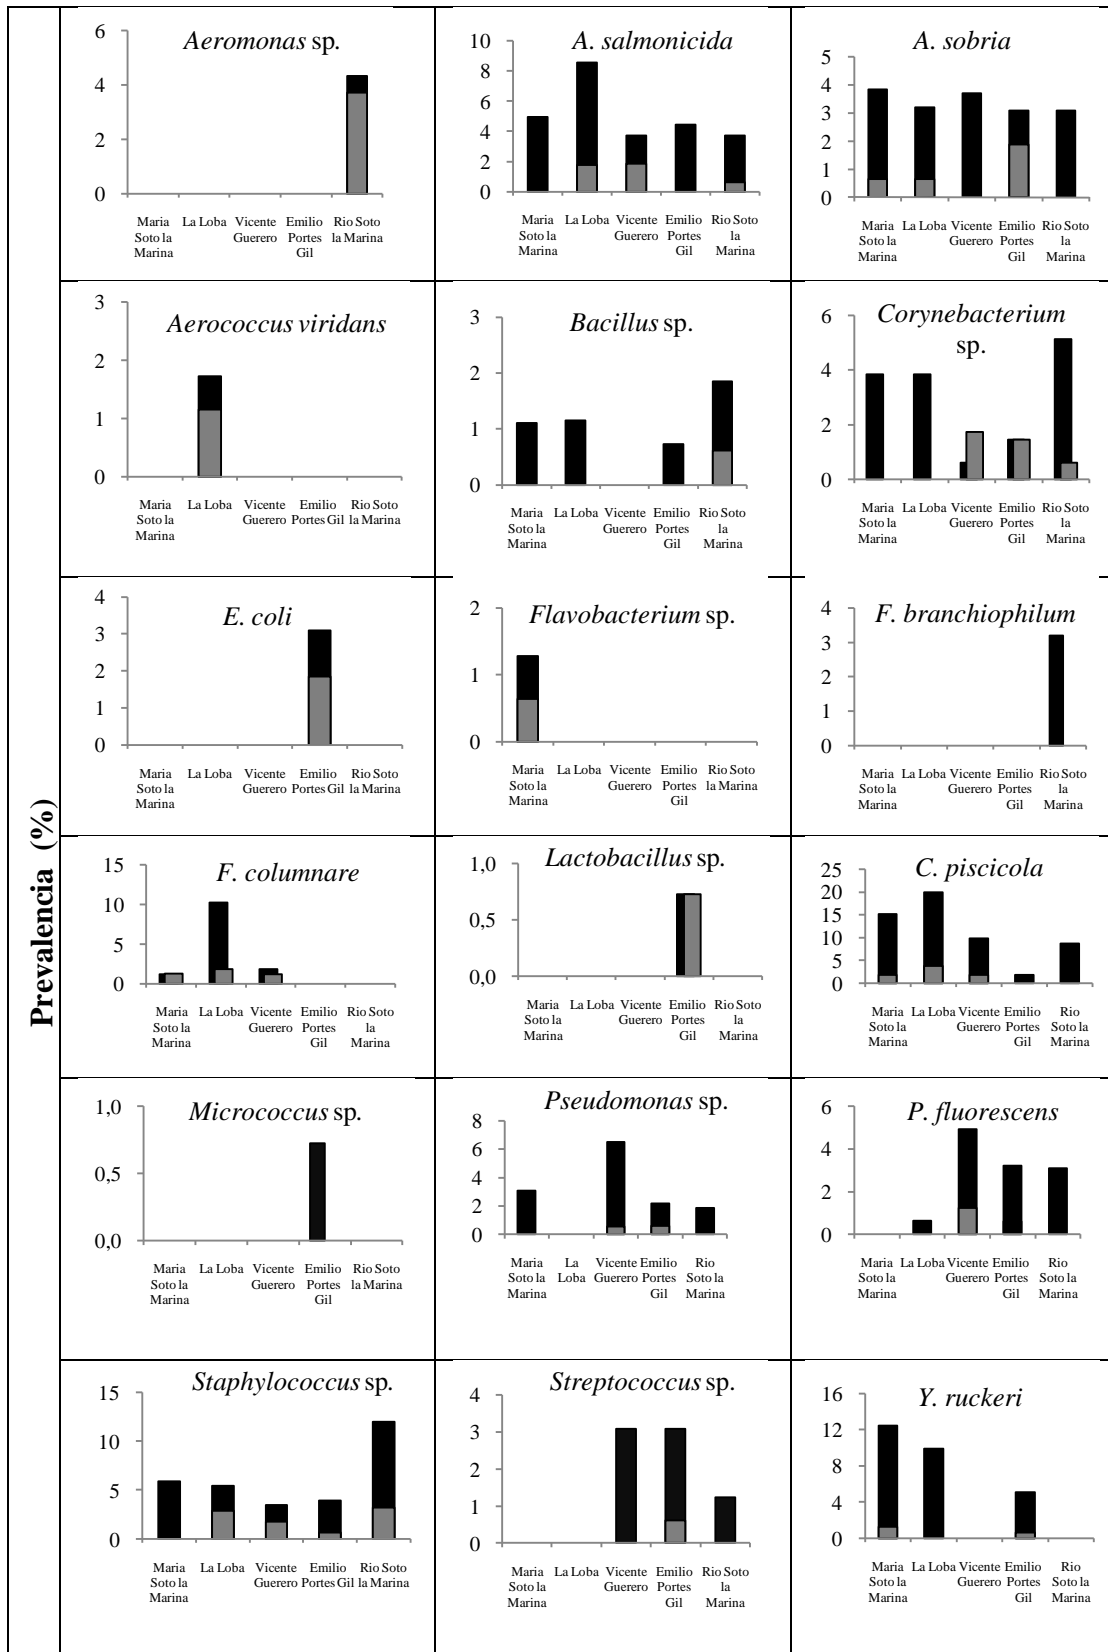 Prevalencia (%)
Aeromonas sp.
6
4
2
0
Maria Soto la Marina
La Loba
Vicente Guerero
Emilio Portes Gil
Rio Soto la Marina
A. salmonicida
10
8
6
4
2
0
Maria Soto la Marina
La Loba
Vicente Guerero
Emilio Portes Gil
Rio Soto la Marina
A. sobria
6
5
4
3
2
1
0
Maria Soto la Marina
La Loba
Vicente Guerero
Emilio Portes Gil
Rio Soto la Marina
Aerococcus viridans
3
2
1
0
Maria Soto la Marina
La Loba
Vicente Guerero
Emilio Portes Gil
Rio Soto la Marina
Bacillus sp.
3
2
1
0
Maria Soto la Marina
La Loba
Vicente Guerero
Emilio Portes Gil
Rio Soto la Marina
Corynebacterium
sp.
6
4
2
0
Maria Soto la Marina
La Loba
Vicente Guerero
Emilio Portes Gil
Rio Soto la Marina
E. coli
4
3
2
1
0
Maria Soto la Marina
La Loba
Vicente Guerero
Emilio Portes Gil
Rio Soto la Marina
Flavobacterium sp.
2
1
0
Maria Soto la Marina
La Loba
Vicente Guerero
Emilio Portes Gil
Rio Soto la Marina
F. branchiophilum
4
3
2
1
0
Maria Soto la Marina
La Loba
Vicente Guerero
Emilio Portes Gil
Rio Soto la Marina
F. columnare
15
10
5
0
Maria Soto la Marina
La Loba
Vicente Guerero
Emilio Portes Gil
Rio Soto la Marina
Lactobacillus sp.
1,0
0,5
0,0
Maria Soto la Marina
La Loba
Vicente Guerero
Emilio Portes Gil
Rio Soto la Marina
C. piscicola
25
20
15
10
5
0
Maria Soto la Marina
La Loba
Vicente Guerero
Emilio Portes Gil
Rio Soto la Marina
Micrococcus sp.
1,0
0,5
0,0
Maria Soto la Marina
La Loba
Vicente Guerero
Emilio Portes Gil
Rio Soto la Marina
Pseudomonas sp.
8
6
4
2
0
Maria Soto la Marina
La Loba
Vicente Guerero
Emilio Portes Gil
Rio Soto la Marina
P. fluorescens
6
4
2
0
Maria Soto la Marina
La Loba
Vicente Guerero
Emilio Portes Gil
Rio Soto la Marina
Staphylococcus sp.
15
10
5
0
Maria Soto la Marina
La Loba
Vicente Guerero
Emilio Portes Gil
Rio Soto la Marina
Streptococcus sp.
4
3
2
1
0
Maria Soto la Marina
La Loba
Vicente Guerero
Emilio Portes Gil
Rio Soto la Marina
Y. ruckeri
16
12
8
4
0
Maria Soto la Marina
La Loba
Vicente Guerero
Emilio Portes Gil
Rio Soto la Marina